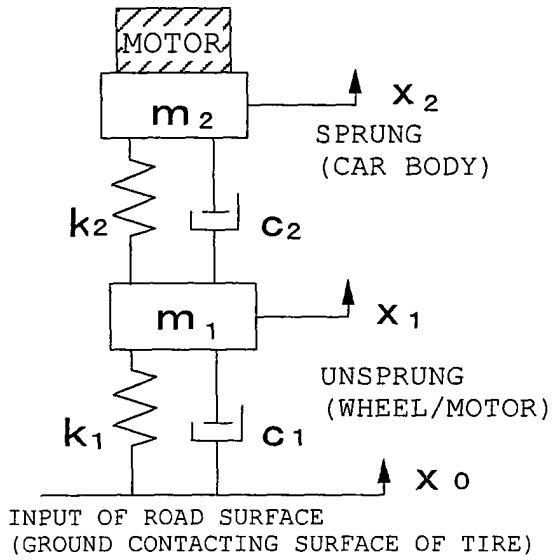 MOTOR
m2
x2
SPRUNG
(CAR BODY)
k2
c2
m1
x1
UNSPRUNG
(WHEEL/MOTOR)
k1
c1
x0
INPUT OF ROAD SURFACE
(GROUND CONTACTING SURFACE OF TIRE)